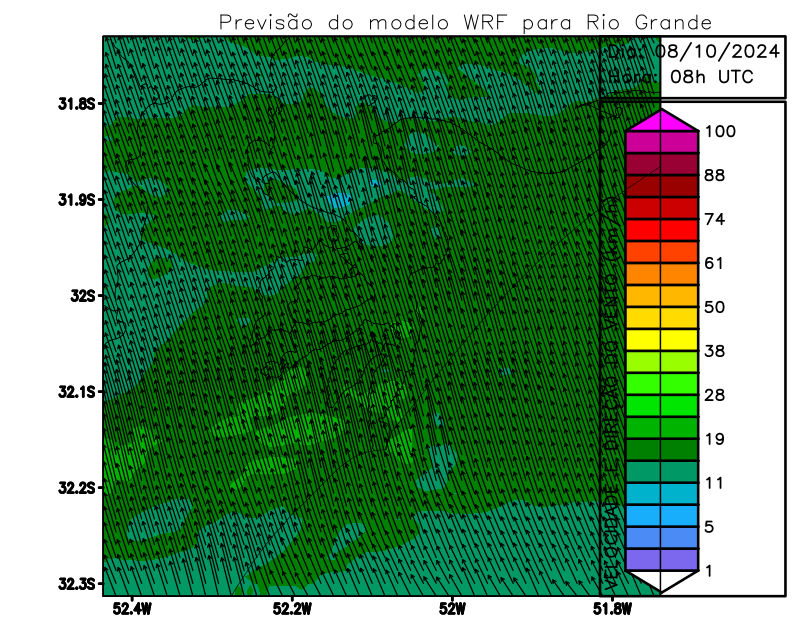 Previsão do modelo WRF para Rio Grande
Dia: 08/10/2024
Hora: 08h UTC
31.8S
31.9S
32S
32.1S
32.2S
32.3S
52.4W
52.2W
52W
51.8W
VELOCIDADE E DIREÇÃO DO VENTO (km/h)
100
88
74
61
50
38
28
19
11
5
1